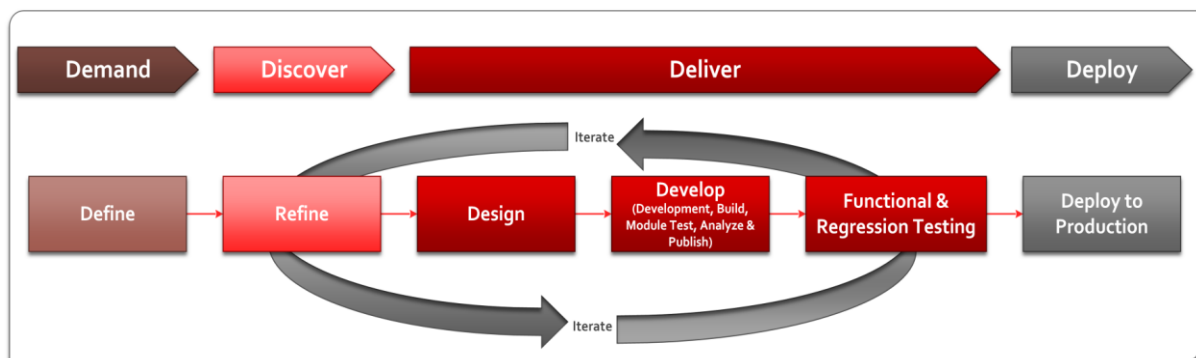 Demand
Discover
Deliver
Deploy
Iterate
Define
Refine
Design
Develop
(Development, Build,
Module Test, Analyze &
Publish)
Functional &
Regression Testing
Deploy to
Production
Iterate